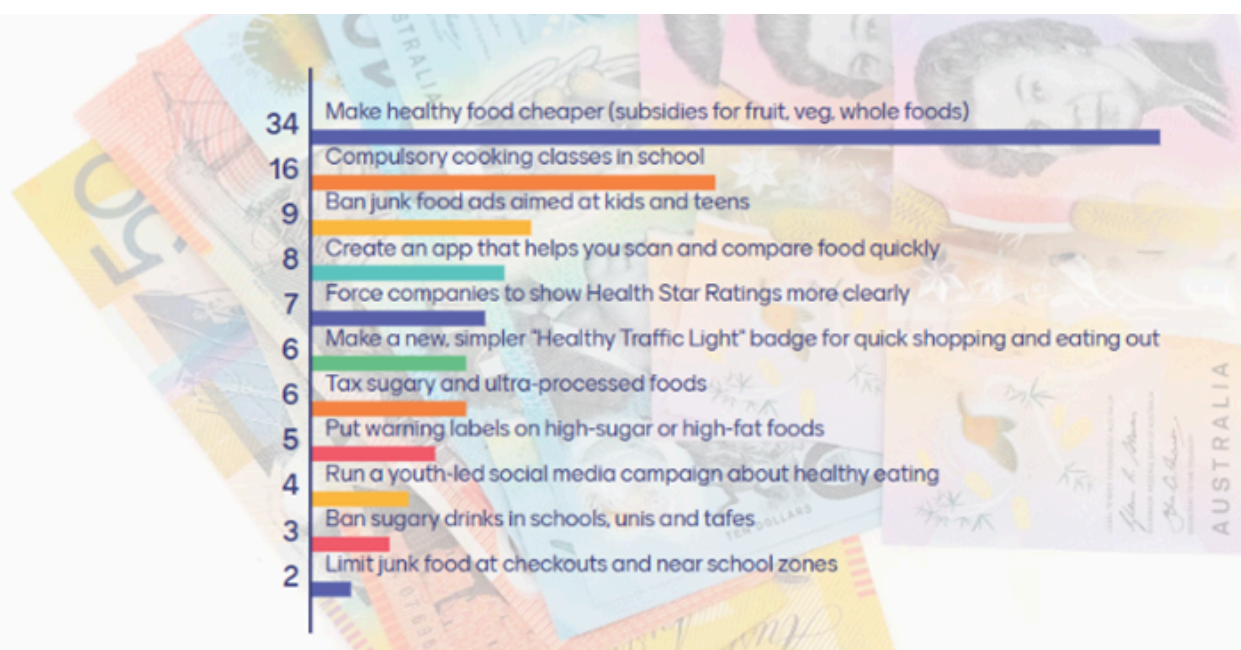 34 Make healthy food cheaper (subsidies for fruit, veg, whole foods)
16 Compulsory cooking classes in school
9 Ban junk food ads aimed at kids and teens
8 Create an app that helps you scan and compare food quickly
7 Force companies to show Health Star Ratings more clearly
6 Make a new, simpler "Healthy Traffic Light" badge for quick shopping and eating out
6 Tax sugary and ultra-processed foods
5 Put warning labels on high-sugar or high-fat foods
4 Run a youth-led social media campaign about healthy eating
3 Ban sugary drinks in schools, unis and tafes
2 Limit junk food at checkouts and near school zones
50
AUSTRALIA
TEN DOLLARS
AUSTRALIA